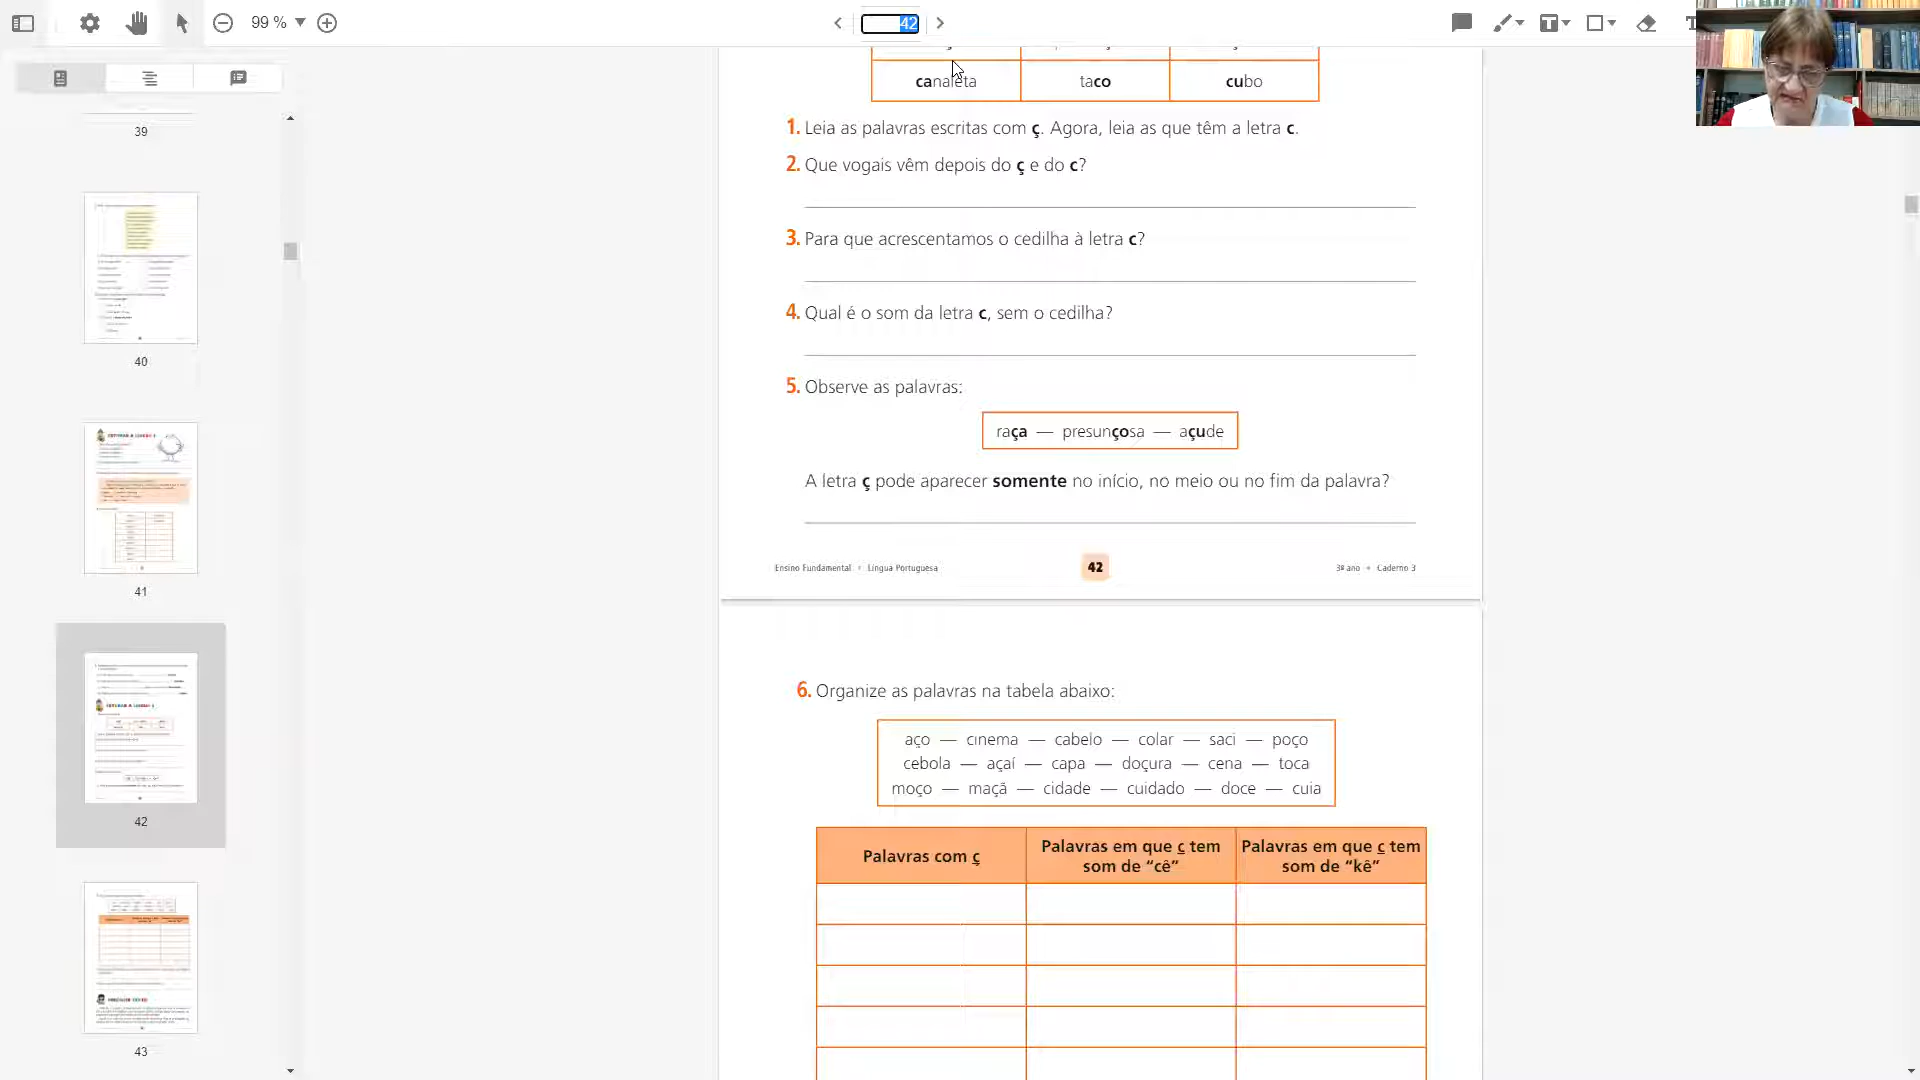 99 %
42
39
40
41
42
43
canaleta taco cubo
1. Leia as palavras escritas com ç. Agora, leia as que têm a letra c.
2. Que vogais vêm depois do ç e do c?
3. Para que acrescentamos o cedilha à letra c?
4. Qual é o som da letra c, sem o cedilha?
5. Observe as palavras:
raça — presunçosa — açude
A letra ç pode aparecer somente no início, no meio ou no fim da palavra?
Ensino Fundamental • Língua Portuguesa 42 3º ano • Caderno 3
6. Organize as palavras na tabela abaixo:
aço — cinema — cabelo — colar — saci — poço
cebola — açaí — capa — doçura — cena — toca
moço — maçã — cidade — cuidado — doce — cuia
Palavras com ç
Palavras em que c tem
som de “cê”
Palavras em que c tem
som de “kê”